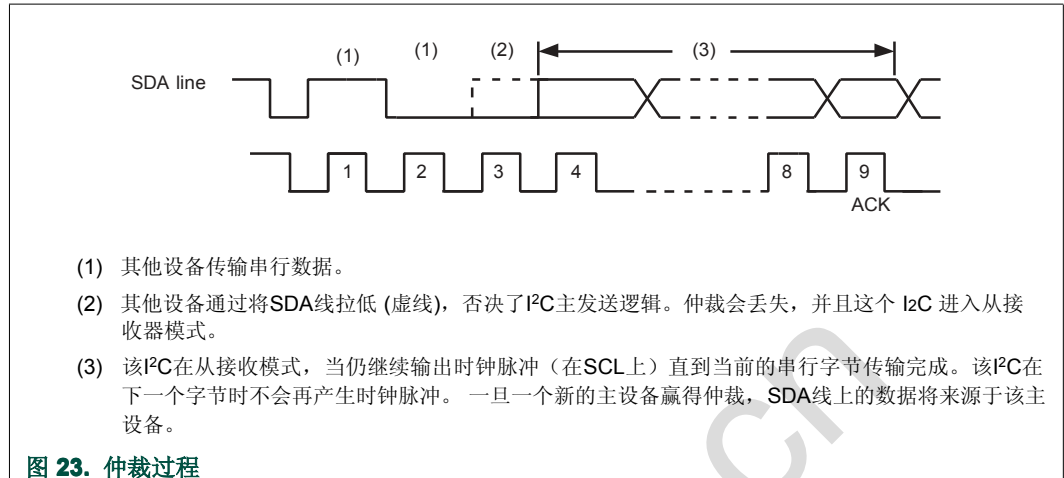 (1) (1) (2) (3)
SDA line
1 2 3 4 8 9
ACK
(1) 其他设备传输串行数据。
(2) 其他设备通过将SDA线拉低 (虚线)，否决了I²C主发送逻辑。仲裁会丢失，并且这个 I2C 进入从接
收器模式。
(3) 该I²C在从接收模式，当仍继续输出时钟脉冲（在SCL上）直到当前的串行字节传输完成。该I²C在
下一个字节时不会再产生时钟脉冲。 一旦一个新的主设备赢得仲裁，SDA线上的数据将来源于该主
设备。
图 23. 仲裁过程
cn